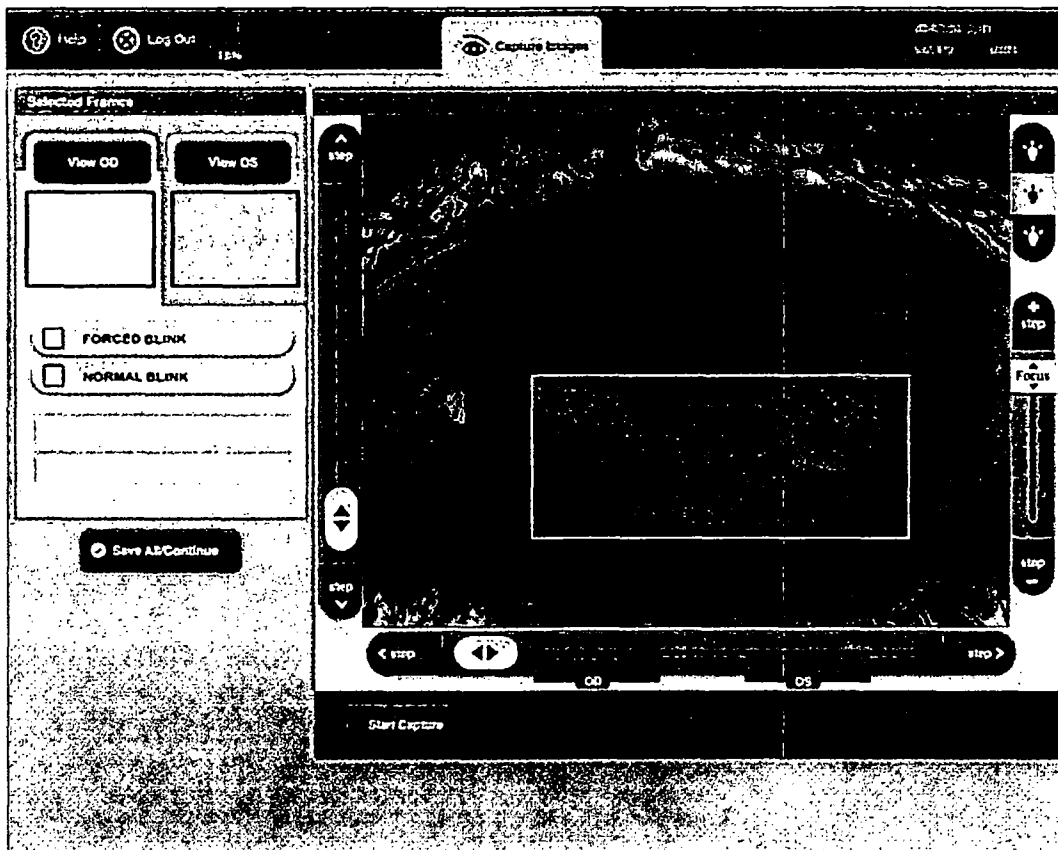 Help
Log Out
Capture Images
Selected Frames
View OD
View OS
FORCED BLINK
NORMAL BLINK
Save All/Continue
step
step
step
Focus
step
< step
step >
OD
OS
Start Capture